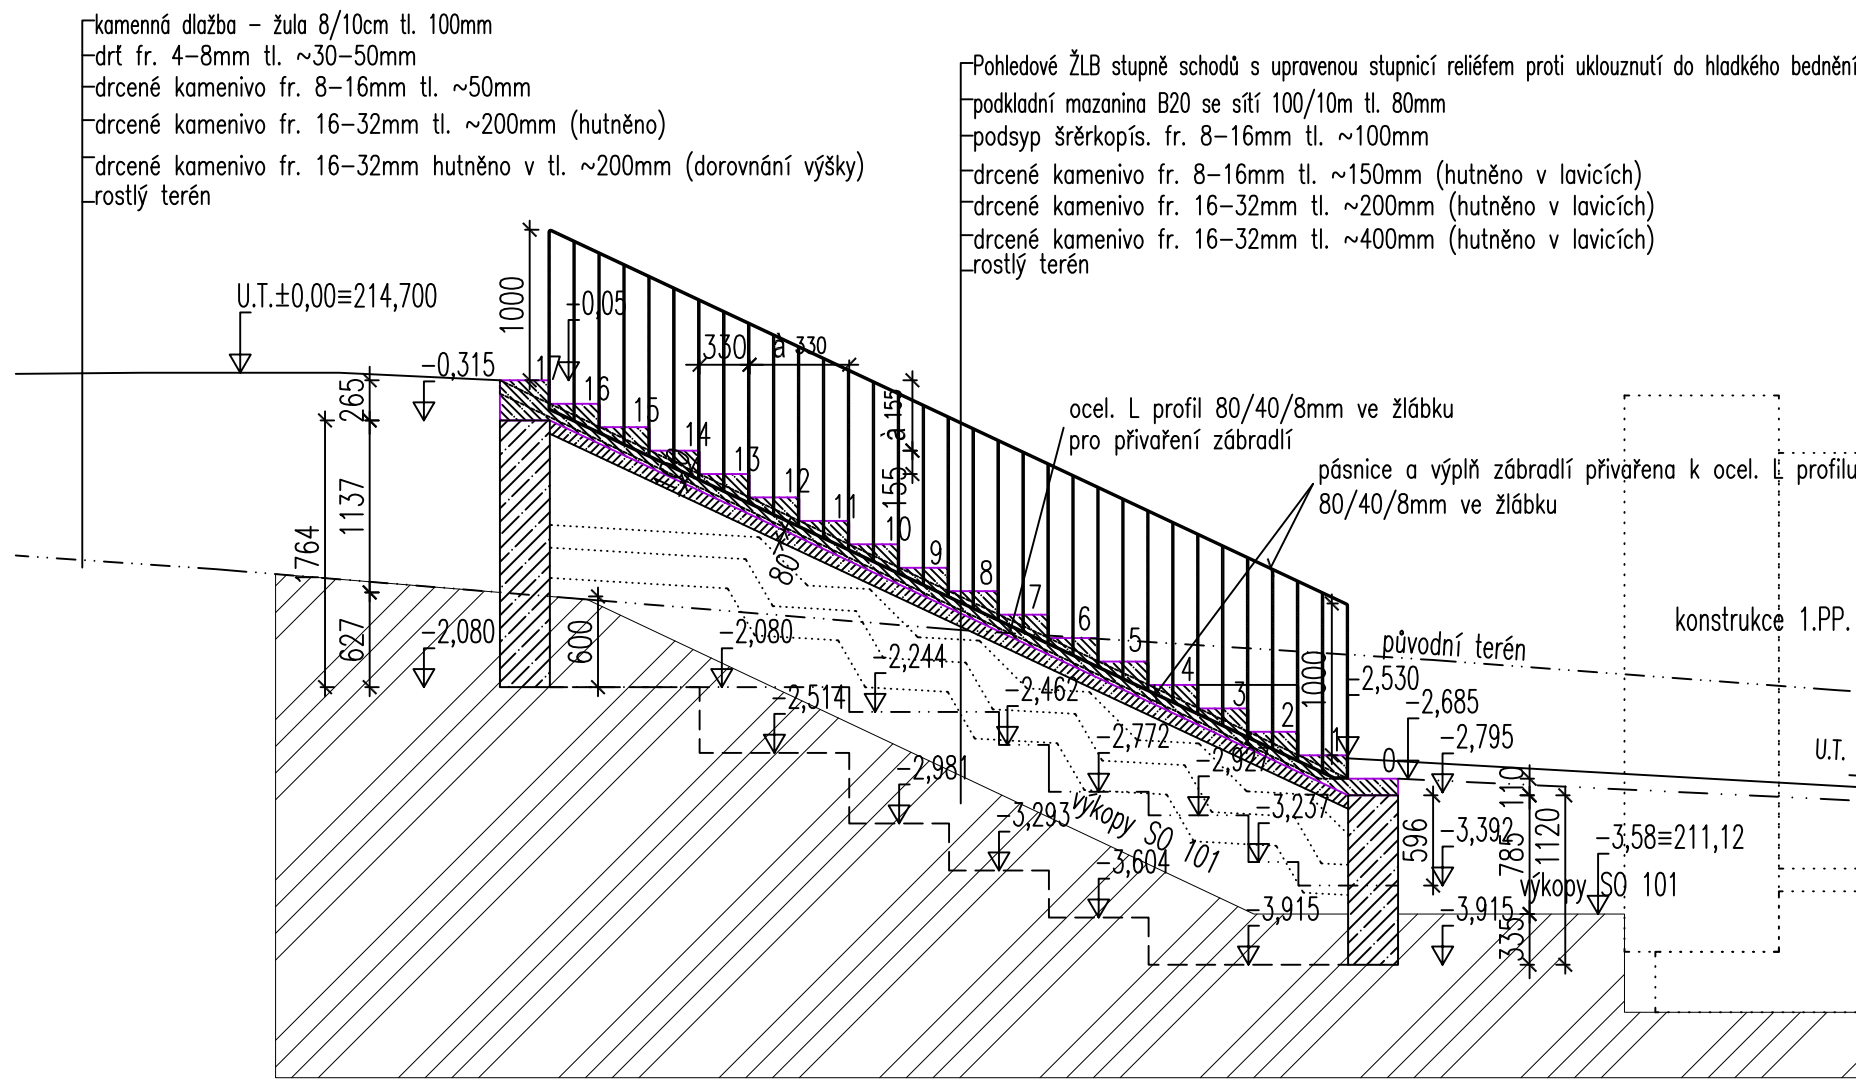 kamenná dlažba – žula 8/10cm tl. 100mm
drť fr. 4–8mm tl. ~30–50mm
drcené kamenivo fr. 8–16mm tl. ~50mm
drcené kamenivo fr. 16–32mm tl. ~200mm (hutněno)
drcené kamenivo fr. 16–32mm hutněno v tl. ~200mm (dorovnání výšky)
rostlý terén
Pohledové ŽLB stupně schodů s upravenou stupnicí reliéfem proti uklouznutí do hladkého bednění
podkladní mazanina B20 se sítí 100/10m tl. 80mm
podsyp šrěrkopís. fr. 8–16mm tl. ~100mm
drcené kamenivo fr. 8–16mm tl. ~150mm (hutněno v lavicích)
drcené kamenivo fr. 16–32mm tl. ~200mm (hutněno v lavicích)
drcené kamenivo fr. 16–32mm tl. ~400mm (hutněno v lavicích)
rostlý terén
U.T.±0,00≡214,700
1000
–0,05
–0,315
265
330
à 330
à 155
155
17
16
15
14
13
12
11
10
9
8
7
6
5
4
3
2
1
0
ocel. L profil 80/40/8mm ve žlábku
pro přivaření zábradlí
pásnice a výplň zábradlí přivařena k ocel. L profilu
80/40/8mm ve žlábku
1764
1137
627
600
80
–2,080
–2,080
–2,244
–2,514
–2,462
–2,981
–2,772
–2,927
–3,293
–3,237
–3,604
–3,915
výkopy SO 101
1000
původní terén
konstrukce 1.PP.
–2,530
–2,685
–2,795
U.T.
110
596
785
1120
–3,392
–3,58≡211,12
výkopy SO 101
–3,915
335